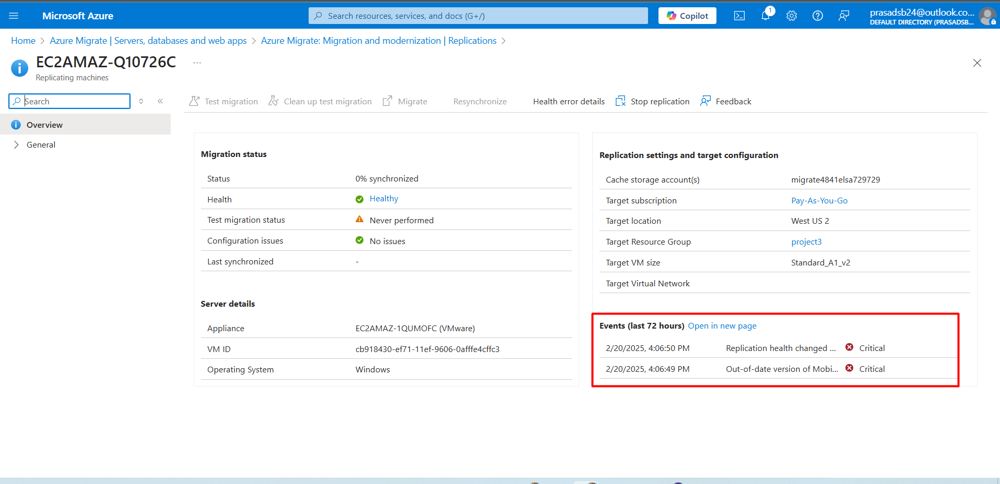 Microsoft Azure
Search resources, services, and docs (G+/)
Copilot
1
prasadsb24@outlook.co...
DEFAULT DIRECTORY (PRASADSB...
Home > Azure Migrate | Servers, databases and web apps > Azure Migrate: Migration and modernization | Replications >
EC2AMAZ-Q10726C ...
Replicating machines
Search
Test migration
Clean up test migration
Migrate
Resynchronize
Health error details
Stop replication
Feedback
Overview
General
Migration status
Status 0% synchronized
Health Healthy
Test migration status Never performed
Configuration issues No issues
Last synchronized -
Server details
Appliance EC2AMAZ-1QUMOFC (VMware)
VM ID cb918430-ef71-11ef-9606-0afffe4cffc3
Operating System Windows
Replication settings and target configuration
Cache storage account(s) migrate4841elsa729729
Target subscription Pay-As-You-Go
Target location West US 2
Target Resource Group project3
Target VM size Standard_A1_v2
Target Virtual Network
Events (last 72 hours) Open in new page
2/20/2025, 4:06:50 PM Replication health changed ... Critical
2/20/2025, 4:06:49 PM Out-of-date version of Mobi... Critical